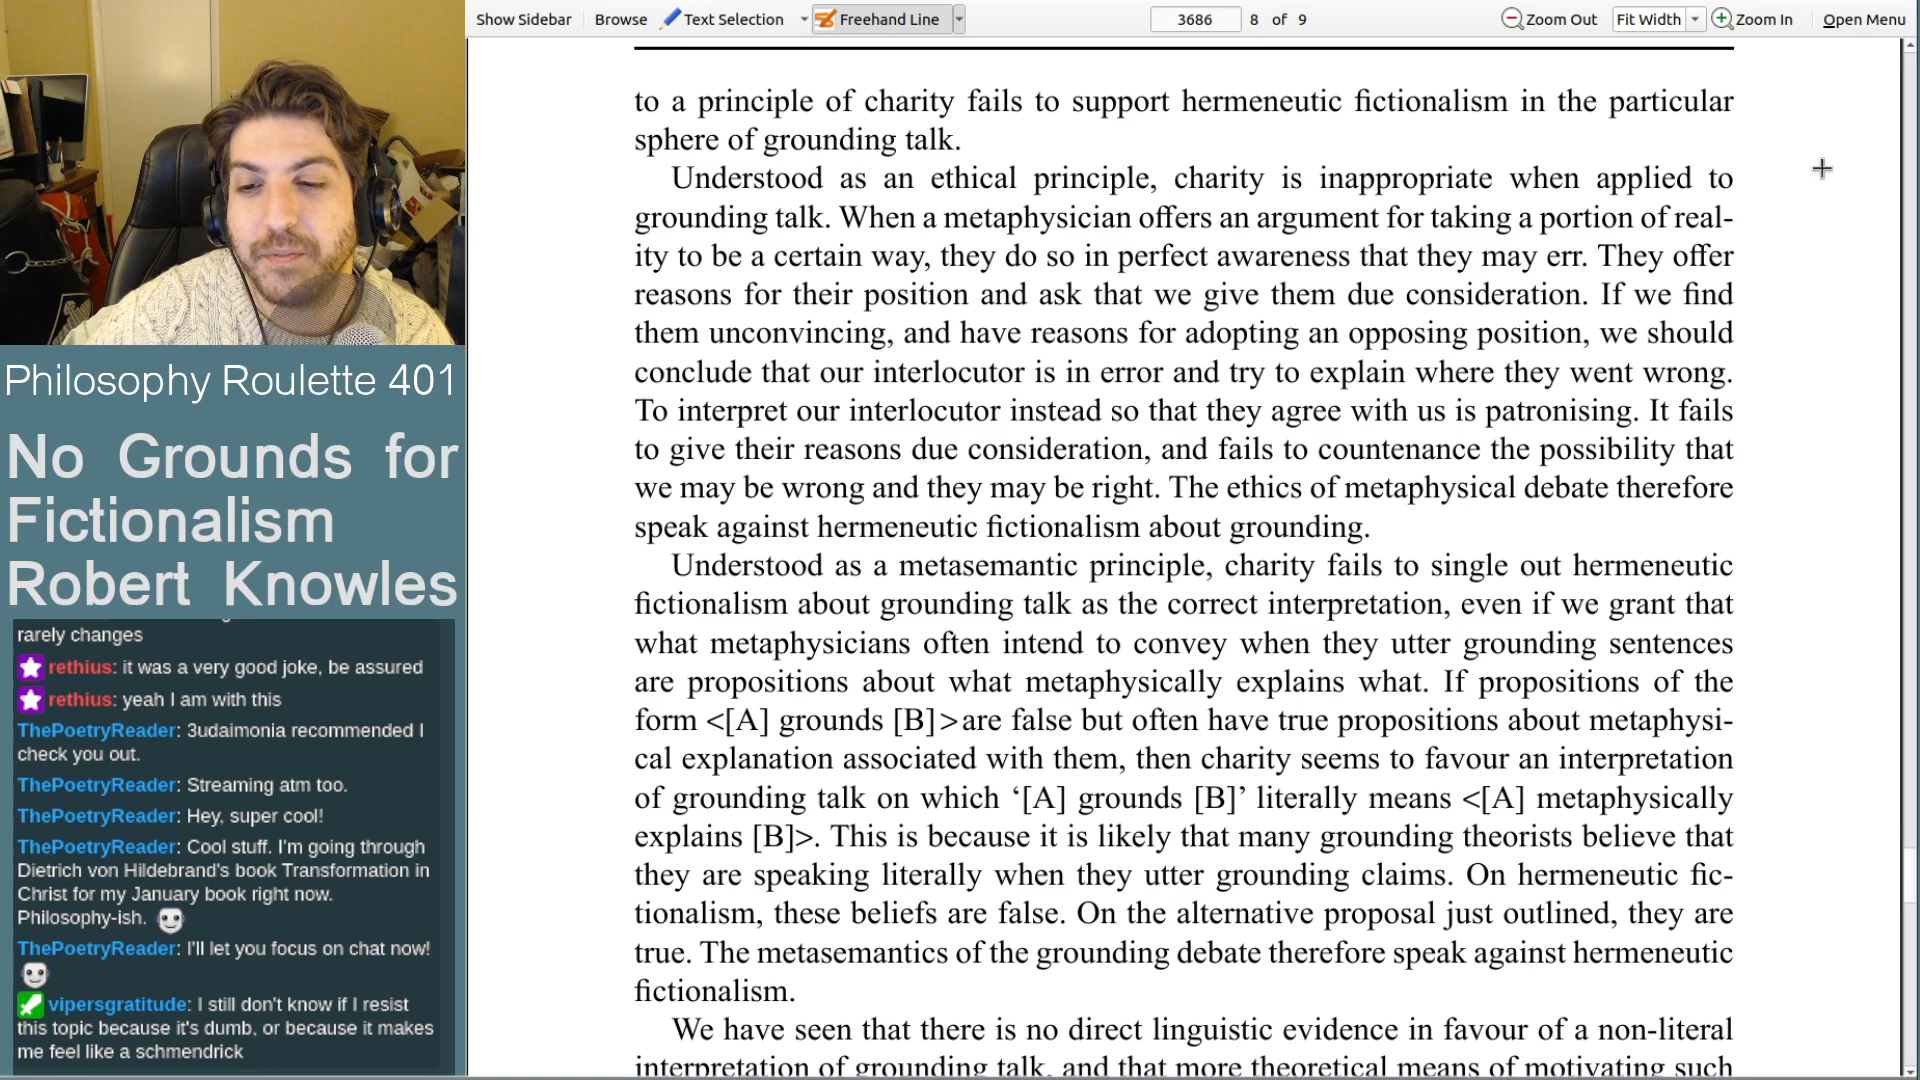 Show Sidebar Browse Text Selection Freehand Line 3686 8 of 9 Zoom Out Fit Width Zoom In Open Menu
to a principle of charity fails to support hermeneutic fictionalism in the particular
sphere of grounding talk.
Understood as an ethical principle, charity is inappropriate when applied to
grounding talk. When a metaphysician offers an argument for taking a portion of real-
ity to be a certain way, they do so in perfect awareness that they may err. They offer
reasons for their position and ask that we give them due consideration. If we find
them unconvincing, and have reasons for adopting an opposing position, we should
conclude that our interlocutor is in error and try to explain where they went wrong.
To interpret our interlocutor instead so that they agree with us is patronising. It fails
to give their reasons due consideration, and fails to countenance the possibility that
we may be wrong and they may be right. The ethics of metaphysical debate therefore
speak against hermeneutic fictionalism about grounding.
Understood as a metasemantic principle, charity fails to single out hermeneutic
fictionalism about grounding talk as the correct interpretation, even if we grant that
what metaphysicians often intend to convey when they utter grounding sentences
are propositions about what metaphysically explains what. If propositions of the
form <[A] grounds [B]> are false but often have true propositions about metaphysi-
cal explanation associated with them, then charity seems to favour an interpretation
of grounding talk on which ‘[A] grounds [B]’ literally means <[A] metaphysically
explains [B]>. This is because it is likely that many grounding theorists believe that
they are speaking literally when they utter grounding claims. On hermeneutic fic-
tionalism, these beliefs are false. On the alternative proposal just outlined, they are
true. The metasemantics of the grounding debate therefore speak against hermeneutic
fictionalism.
We have seen that there is no direct linguistic evidence in favour of a non-literal
interpretation of grounding talk, and that more theoretical means of motivating such
Philosophy Roulette 401
No Grounds for
Fictionalism
Robert Knowles
rarely changes
rethius: it was a very good joke, be assured
rethius: yeah I am with this
ThePoetryReader: 3udaimonia recommended I
check you out.
ThePoetryReader: Streaming atm too.
ThePoetryReader: Hey, super cool!
ThePoetryReader: Cool stuff. I'm going through
Dietrich von Hildebrand's book Transformation in
Christ for my January book right now.
Philosophy-ish.
ThePoetryReader: I'll let you focus on chat now!
vipersgratitude: I still don't know if I resist
this topic because it's dumb, or because it makes
me feel like a schmendrick